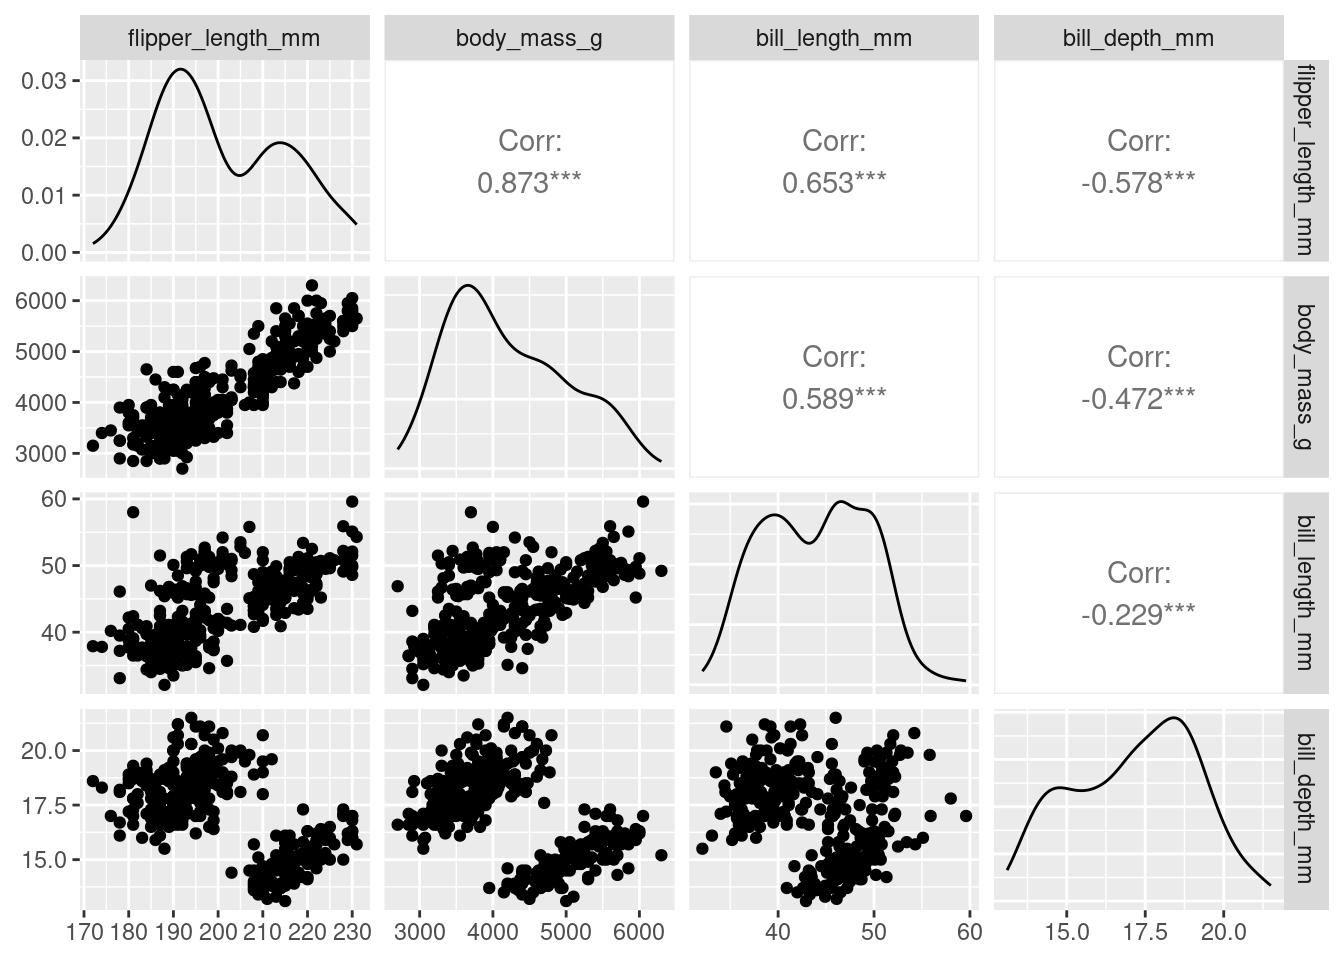 flipper_length_mm body_mass_g bill_length_mm bill_depth_mm
0.03
0.02
0.01
0.00
Corr:
0.873***
Corr:
0.653***
Corr:
-0.578***
flipper_length_mm
6000
5000
4000
3000
Corr:
0.589***
Corr:
-0.472***
body_mass_g
60
50
40
Corr:
-0.229***
bill_length_mm
20.0
17.5
15.0
bill_depth_mm
170 180 190 200 210 220 230 3000 4000 5000 6000 40 50 60 15.0 17.5 20.0